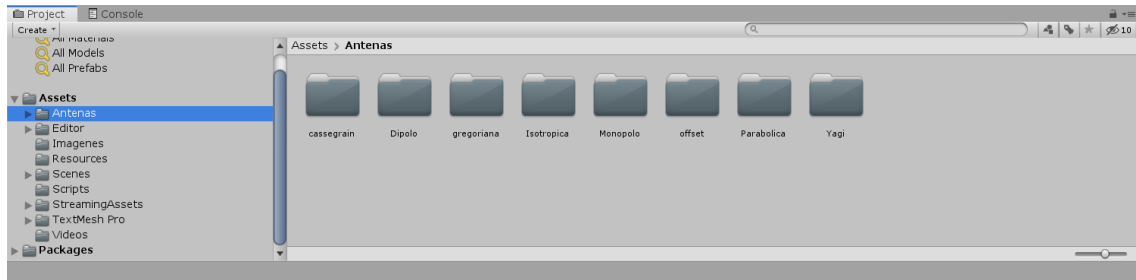 Project Console
Create
10
All Materials
All Models
All Prefabs
Assets
Antenas
Editor
Imagenes
Resources
Scenes
Scripts
StreamingAssets
TextMesh Pro
Videos
Packages
Assets > Antenas
cassegrain Dipolo gregoriana Isotropica Monopolo offset Parabolica Yagi